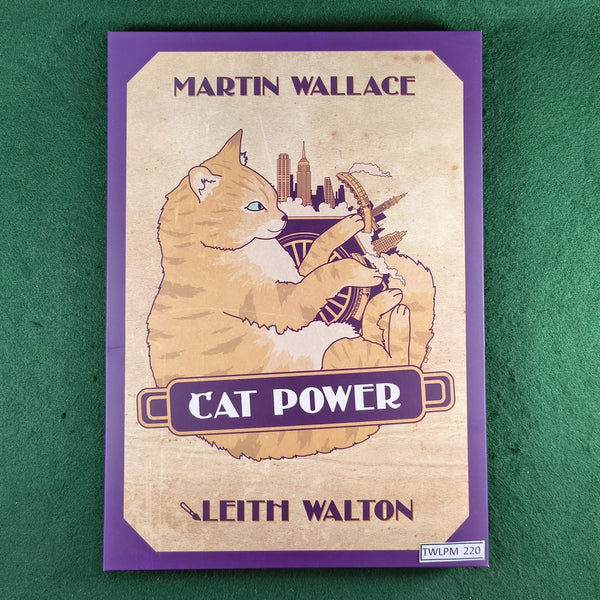 MARTIN WALLACE
CAT POWER
LEITH WALTON
TWLPM 220